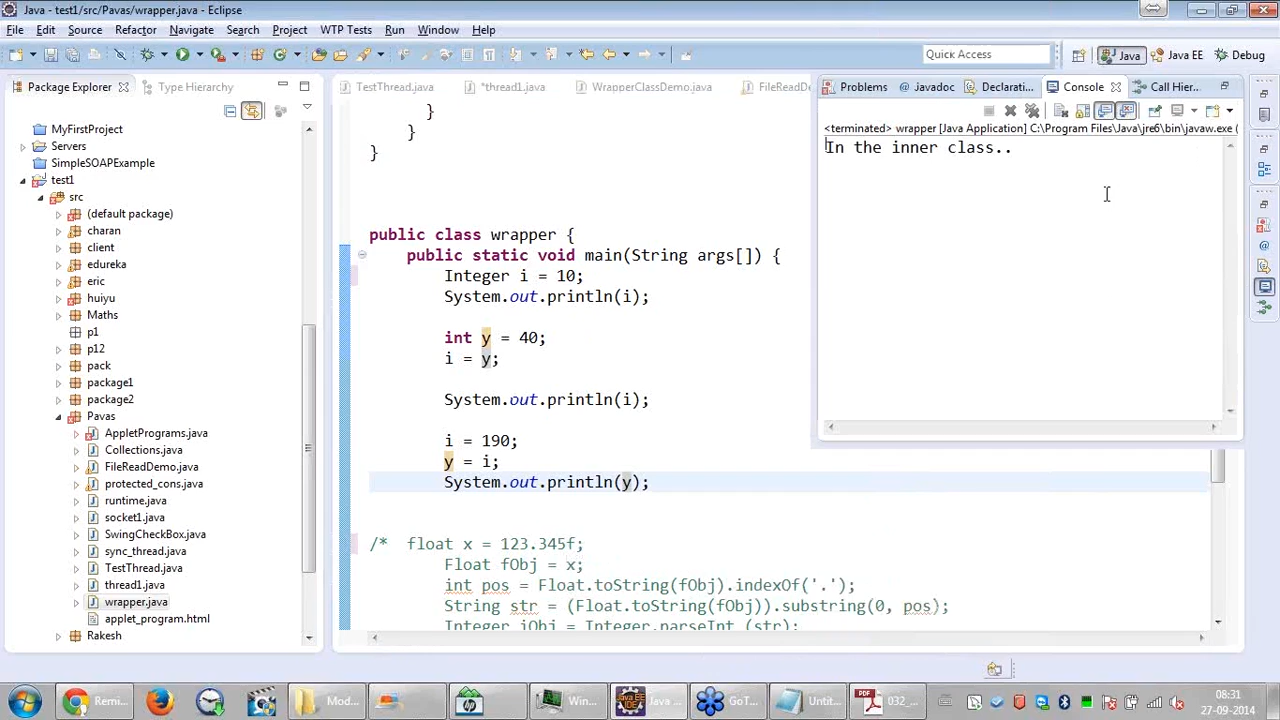 Java - test1/src/Pavas/wrapper.java - Eclipse
File Edit Source Refactor Navigate Search Project WTP Tests Run Window Help
Quick Access Java Java EE Debug
Package Explorer Type Hierarchy
TestThread.java *thread1.java WrapperClassDemo.java FileReadD
Problems @ Javadoc Declarati... Console Call Hier...
<terminated> wrapper [Java Application] C:\Program Files\Java\jre6\bin\javaw.exe (
In the inner class..
MyFirstProject
Servers
SimpleSOAPExample
test1
src
(default package)
charan
client
edureka
eric
huiyu
Maths
p1
p12
pack
package1
package2
Pavas
AppletPrograms.java
Collections.java
FileReadDemo.java
protected_cons.java
runtime.java
socket1.java
SwingCheckBox.java
sync_thread.java
TestThread.java
thread1.java
wrapper.java
applet_program.html
Rakesh
}
}
}
public class wrapper {
public static void main(String args[]) {
Integer i = 10;
System.out.println(i);
int y = 40;
i = y;
System.out.println(i);
i = 190;
y = i;
System.out.println(y);
/* float x = 123.345f;
Float fObj = x;
int pos = Float.toString(fObj).indexOf('.');
String str = (Float.toString(fObj)).substring(0, pos);
Integer iObj = Integer.parseInt (str);
Remi... Mod... Win... Java ... GoT... Untit... 032_...
08:31
27-09-2014